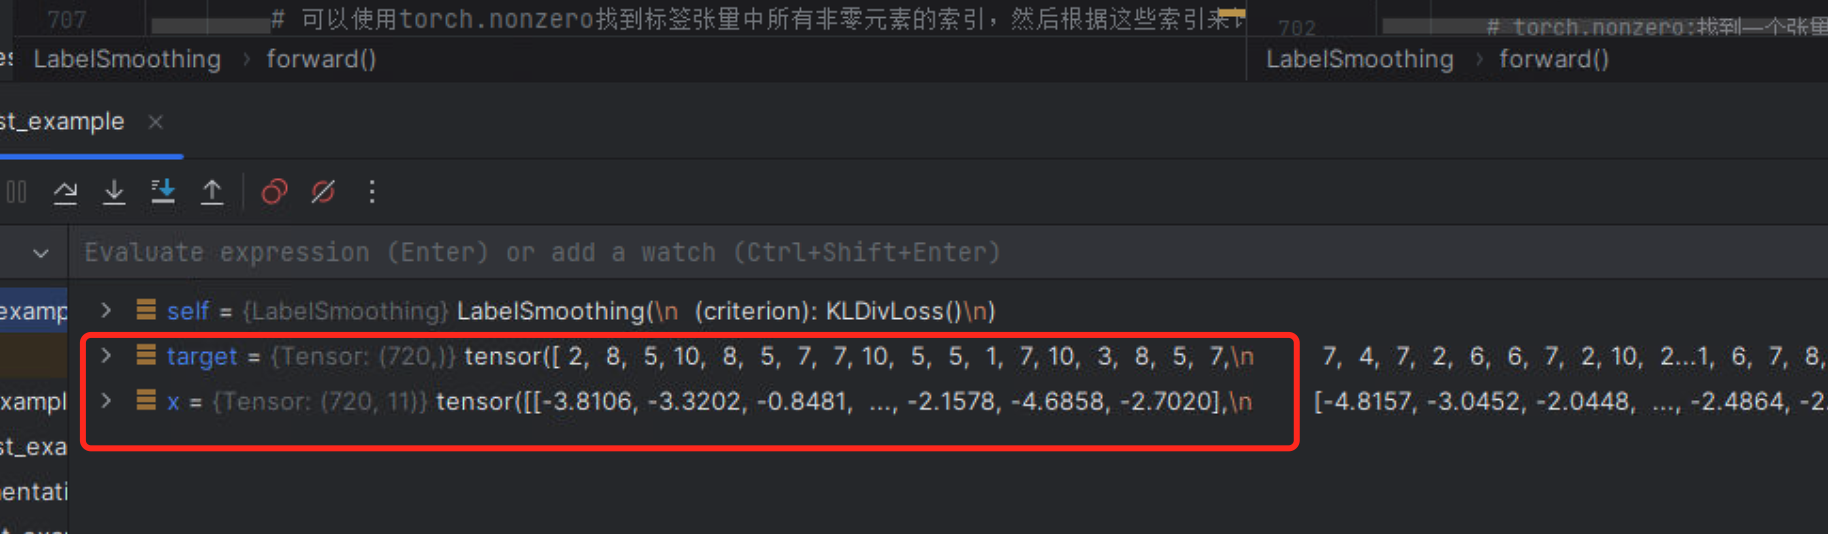 707 # 可以使用torch.nonzero找到标签张量中所有非零元素的索引，然后根据这些索引来
702 # torch.nonzero:找到一个张量
LabelSmoothing › forward()
LabelSmoothing › forward()
st_example ×
Evaluate expression (Enter) or add a watch (Ctrl+Shift+Enter)
examp
self = {LabelSmoothing} LabelSmoothing(\n (criterion): KLDivLoss()\n)
target = {Tensor: (720,)} tensor([ 2, 8, 5, 10, 8, 5, 7, 7, 10, 5, 5, 1, 7, 10, 3, 8, 5, 7,\n 7, 4, 7, 2, 6, 6, 7, 2, 10, 2...1, 6, 7, 8,
xampl
x = {Tensor: (720, 11)} tensor([[-3.8106, -3.3202, -0.8481, ..., -2.1578, -4.6858, -2.7020],\n [-4.8157, -3.0452, -2.0448, ..., -2.4864, -2.
st_exa
entati